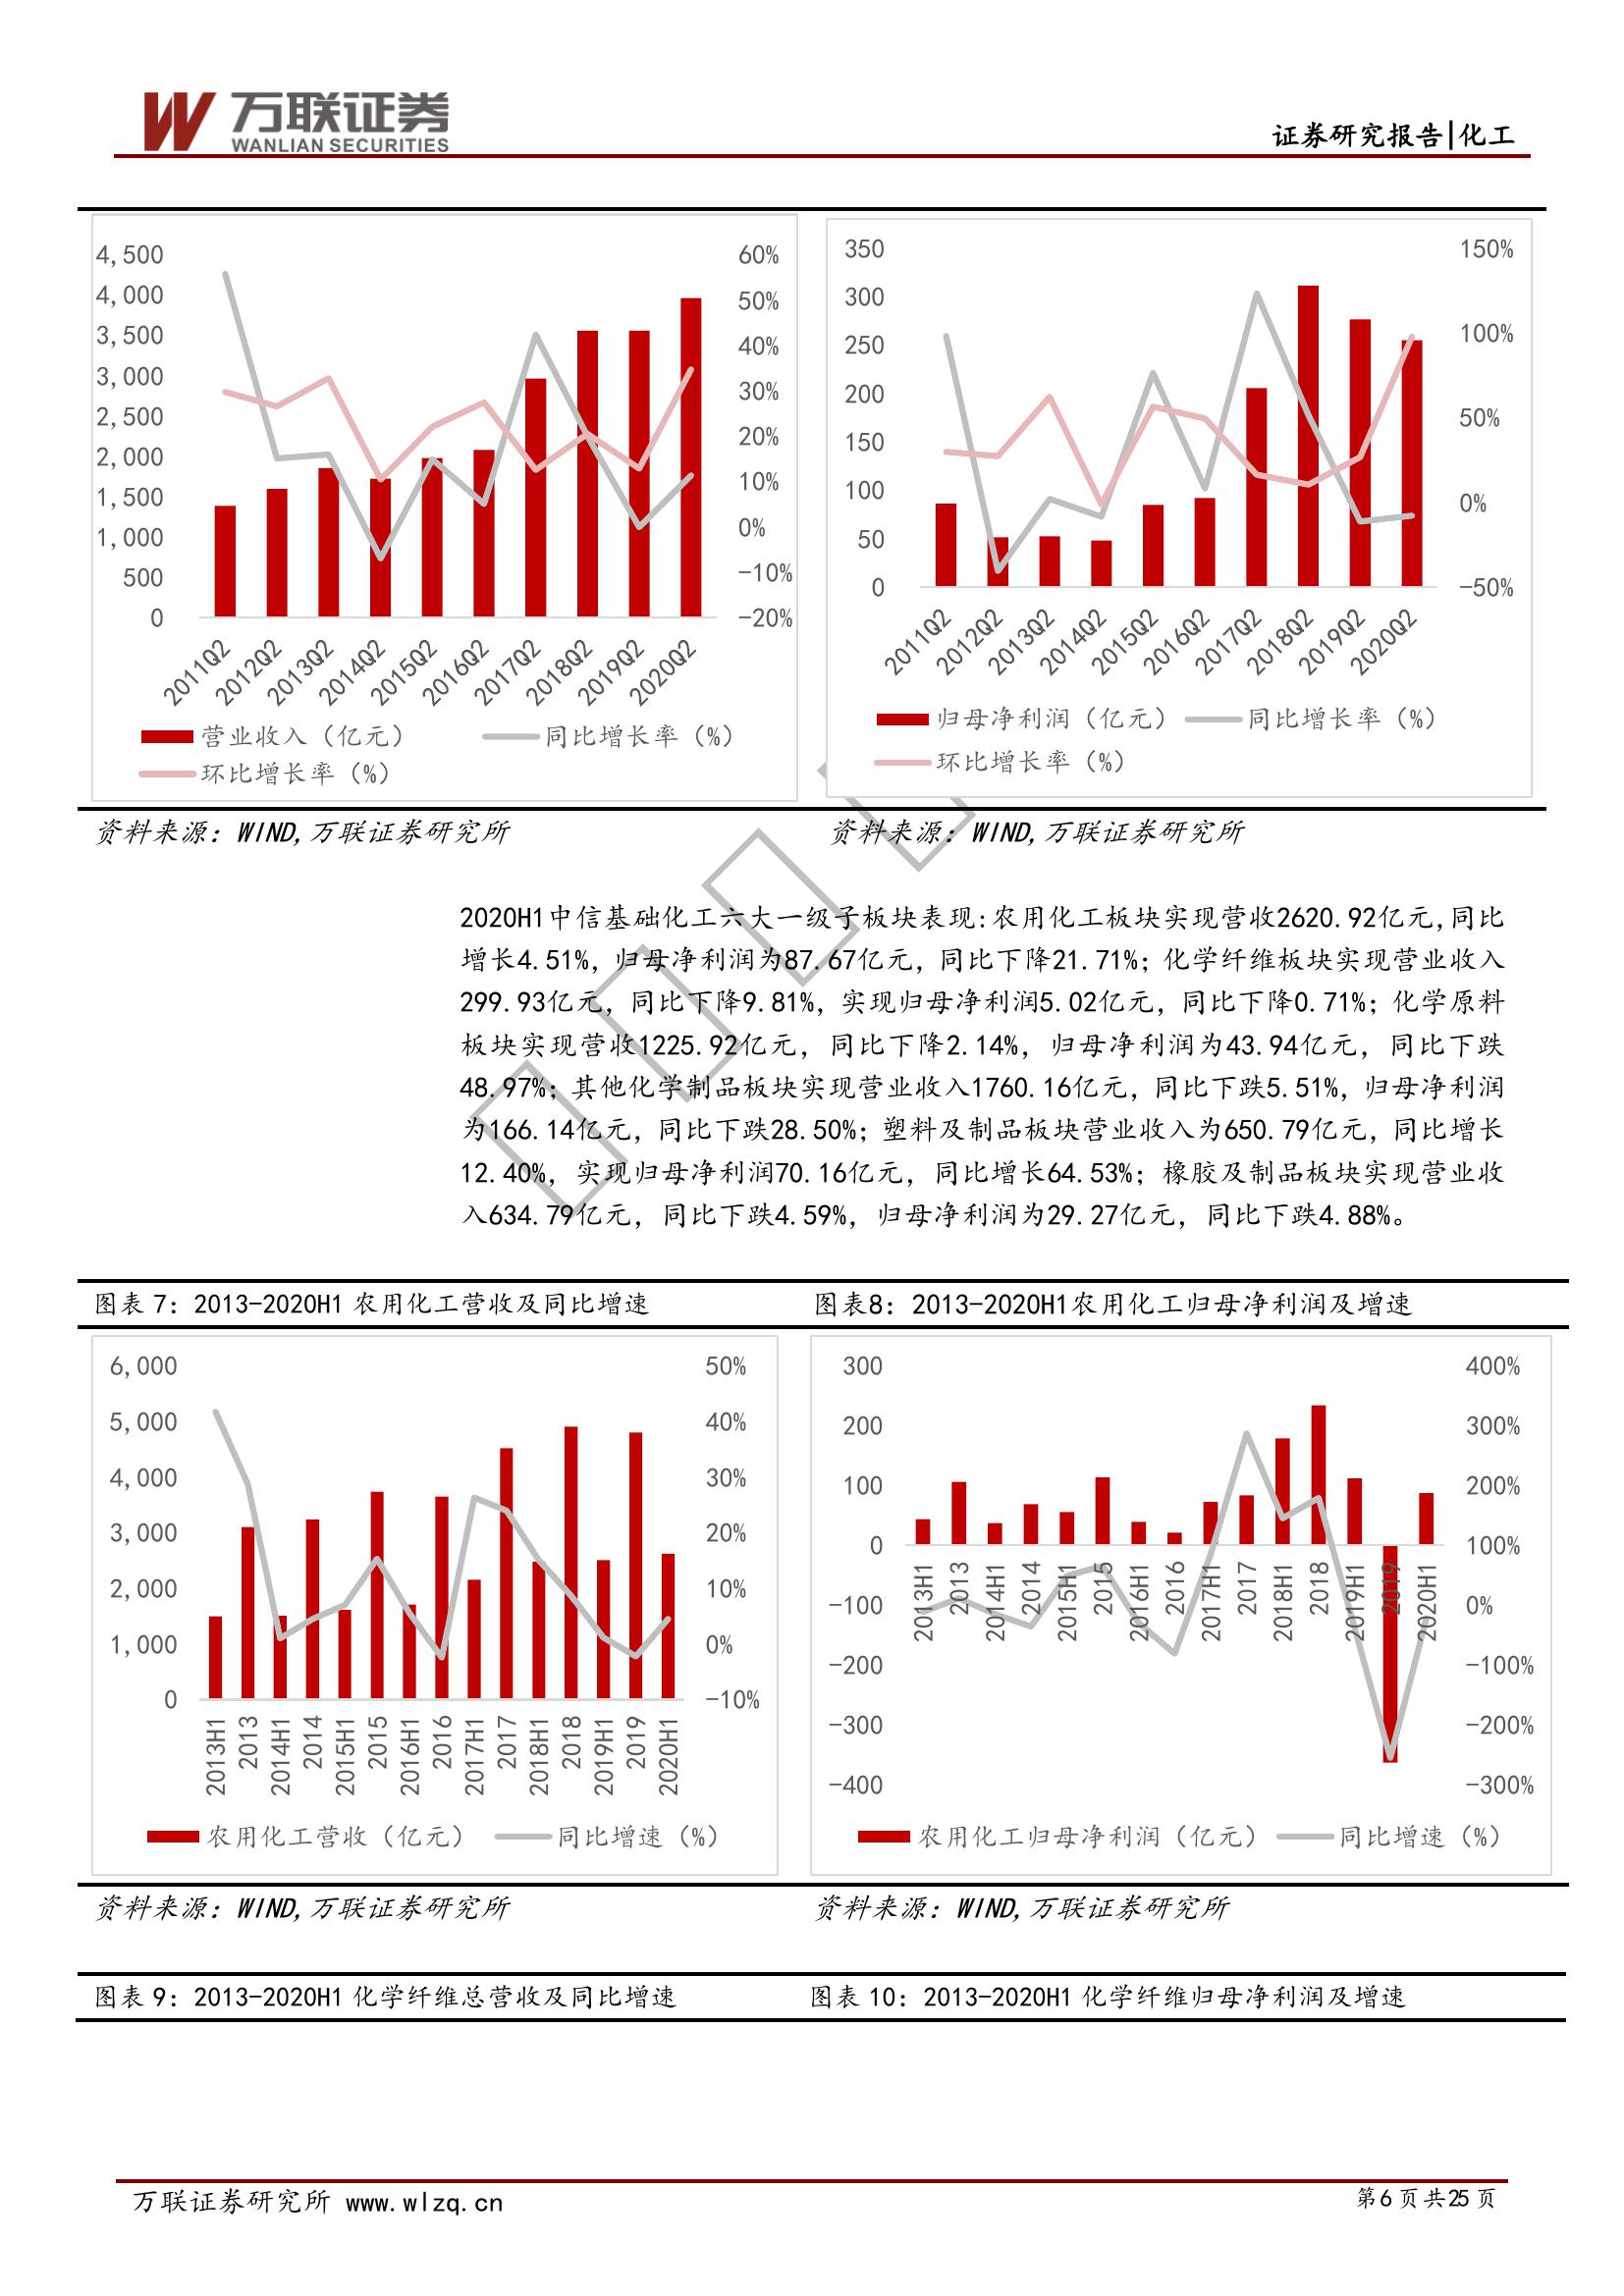 万联证券
WANLIAN SECURITIES
证券研究报告|化工
4,500
4,000
3,500
3,000
2,500
2,000
1,500
1,000
500
0
60%
50%
40%
30%
20%
10%
0%
-10%
-20%
2011Q2
2012Q2
2013Q2
2014Q2
2015Q2
2016Q2
2017Q2
2018Q2
2019Q2
2020Q2
营业收入（亿元）
同比增长率（%）
环比增长率（%）
350
300
250
200
150
100
50
0
150%
100%
50%
0%
-50%
2011Q2
2012Q2
2013Q2
2014Q2
2015Q2
2016Q2
2017Q2
2018Q2
2019Q2
2020Q2
归母净利润（亿元）
同比增长率（%）
环比增长率（%）
资料来源：WIND,万联证券研究所
资料来源：WIND,万联证券研究所
2020H1中信基础化工六大一级子板块表现:农用化工板块实现营收2620.92亿元,同比
增长4.51%，归母净利润为87.67亿元，同比下降21.71%；化学纤维板块实现营业收入
299.93亿元，同比下降9.81%，实现归母净利润5.02亿元，同比下降0.71%；化学原料
板块实现营收1225.92亿元，同比下降2.14%，归母净利润为43.94亿元，同比下跌
48.97%；其他化学制品板块实现营业收入1760.16亿元，同比下跌5.51%，归母净利润
为166.14亿元，同比下跌28.50%；塑料及制品板块营业收入为650.79亿元，同比增长
12.40%，实现归母净利润70.16亿元，同比增长64.53%；橡胶及制品板块实现营业收
入634.79亿元，同比下跌4.59%，归母净利润为29.27亿元，同比下跌4.88%。
图表 7：2013-2020H1 农用化工营收及同比增速
图表8：2013-2020H1农用化工归母净利润及增速
6,000
5,000
4,000
3,000
2,000
1,000
0
50%
40%
30%
20%
10%
0%
-10%
2013H1
2013
2014H1
2014
2015H1
2015
2016H1
2016
2017H1
2017
2018H1
2018
2019H1
2019
2020H1
农用化工营收（亿元）
同比增速（%）
300
200
100
0
-100
-200
-300
-400
400%
300%
200%
100%
0%
-100%
-200%
-300%
2013H1
2013
2014H1
2014
2015H1
2015
2016H1
2016
2017H1
2017
2018H1
2018
2019H1
2019
2020H1
农用化工归母净利润（亿元）
同比增速（%）
资料来源：WIND,万联证券研究所
资料来源：WIND,万联证券研究所
图表 9：2013-2020H1 化学纤维总营收及同比增速
图表 10：2013-2020H1 化学纤维归母净利润及增速
万联证券研究所 www.wlzq.cn
第 6 页 共 25 页